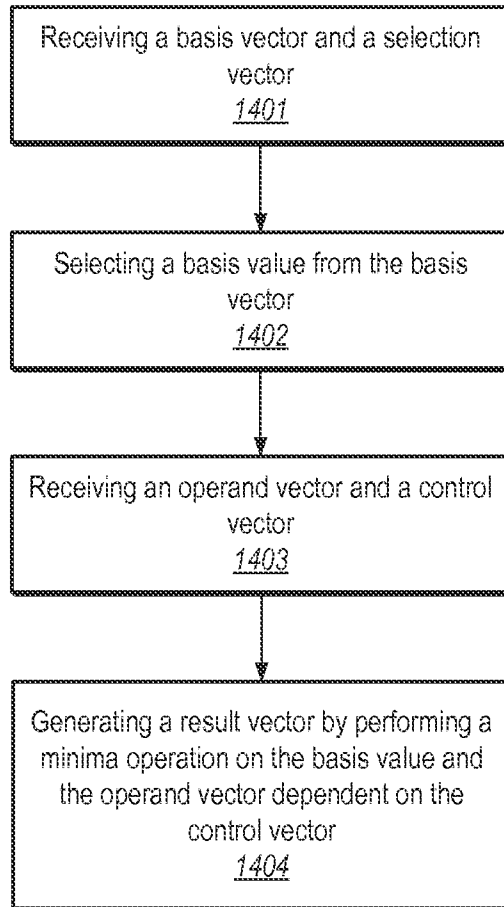 Receiving a basis vector and a selection
vector
1401
Selecting a basis value from the basis
vector
1402
Receiving an operand vector and a control
vector
1403
Generating a result vector by performing a
minima operation on the basis value and
the operand vector dependent on the
control vector
1404